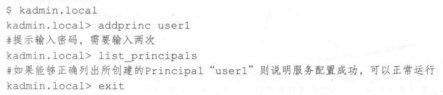 $ kadmin.local
kadmin.local> addprinc user1
#提示输入密码，需要输入两次
kadmin.local> list_principals
#如果能够正确列出所创建的Principal “user1” 则说明服务配置成功，可以正常运行
kadmin.local> exit